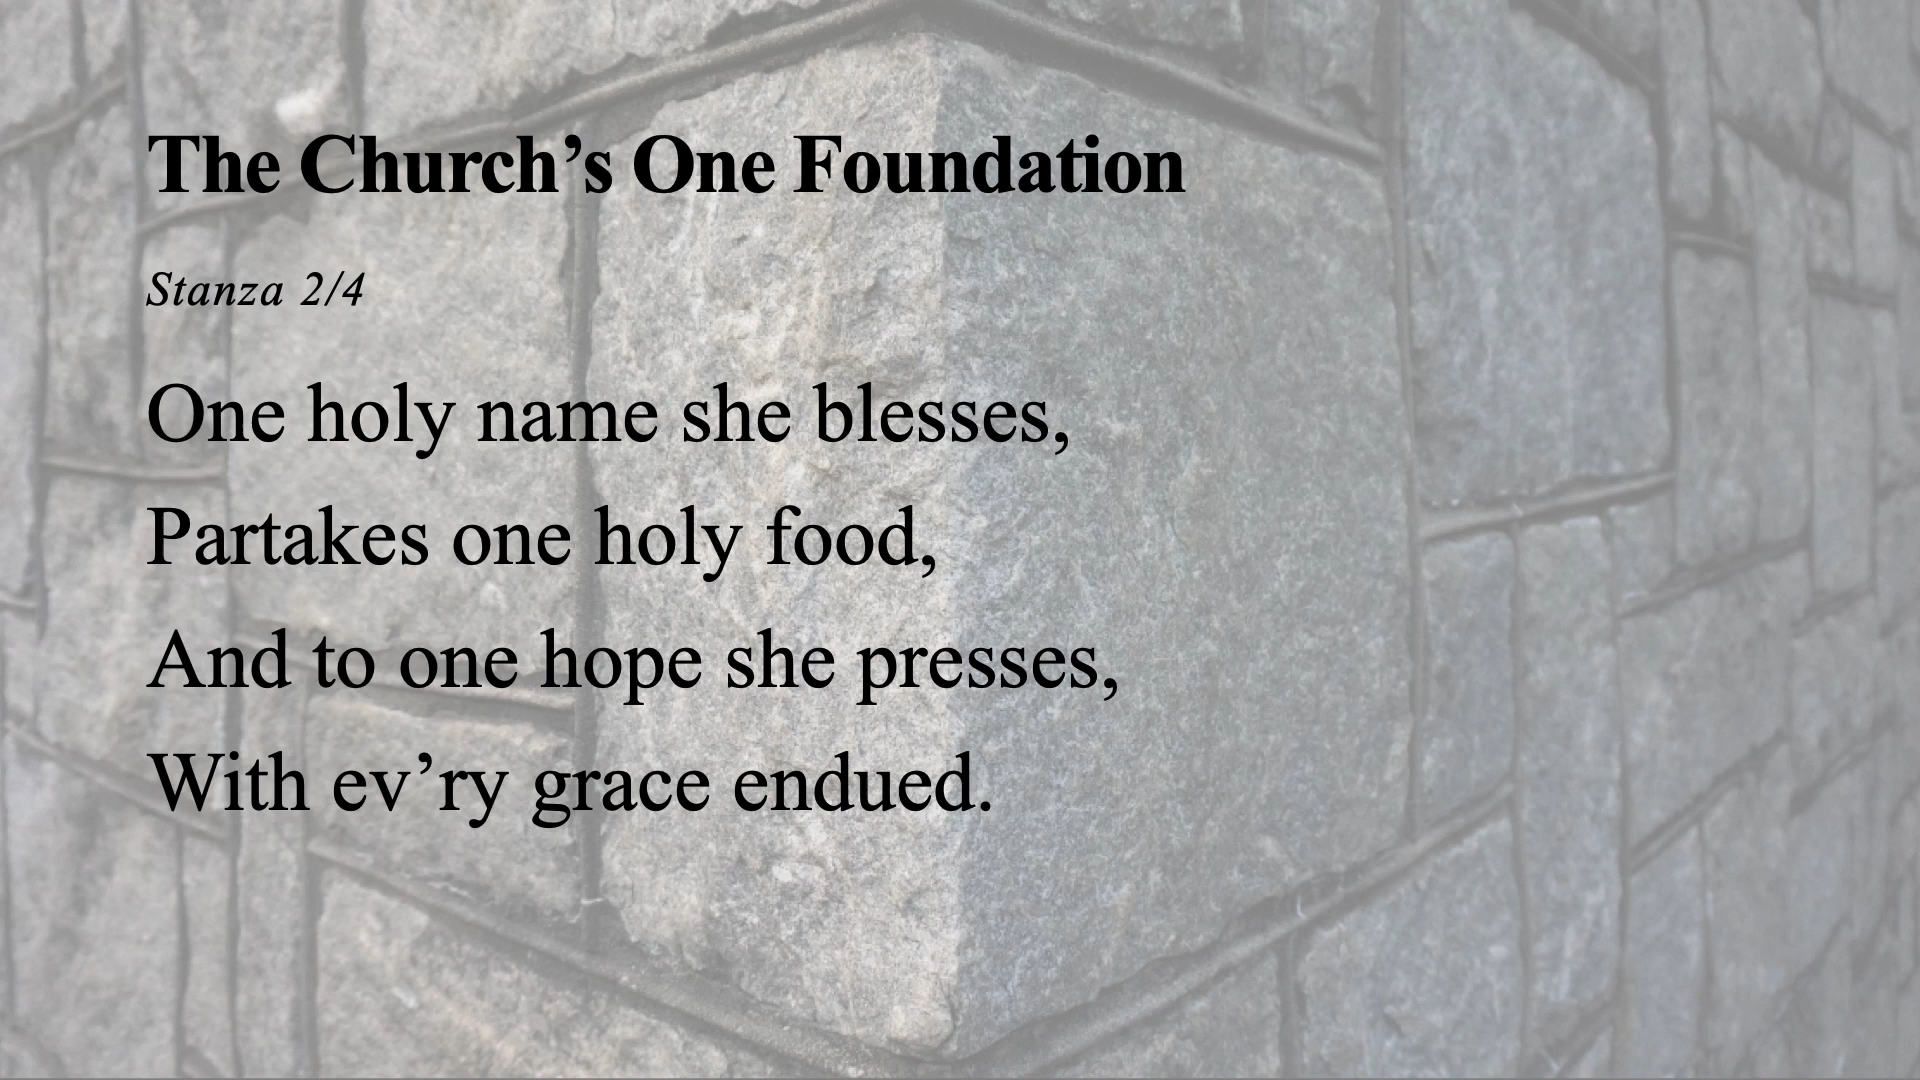 The Church’s One Foundation
Stanza 2/4
One holy name she blesses,
Partakes one holy food,
And to one hope she presses,
With ev’ry grace endued.